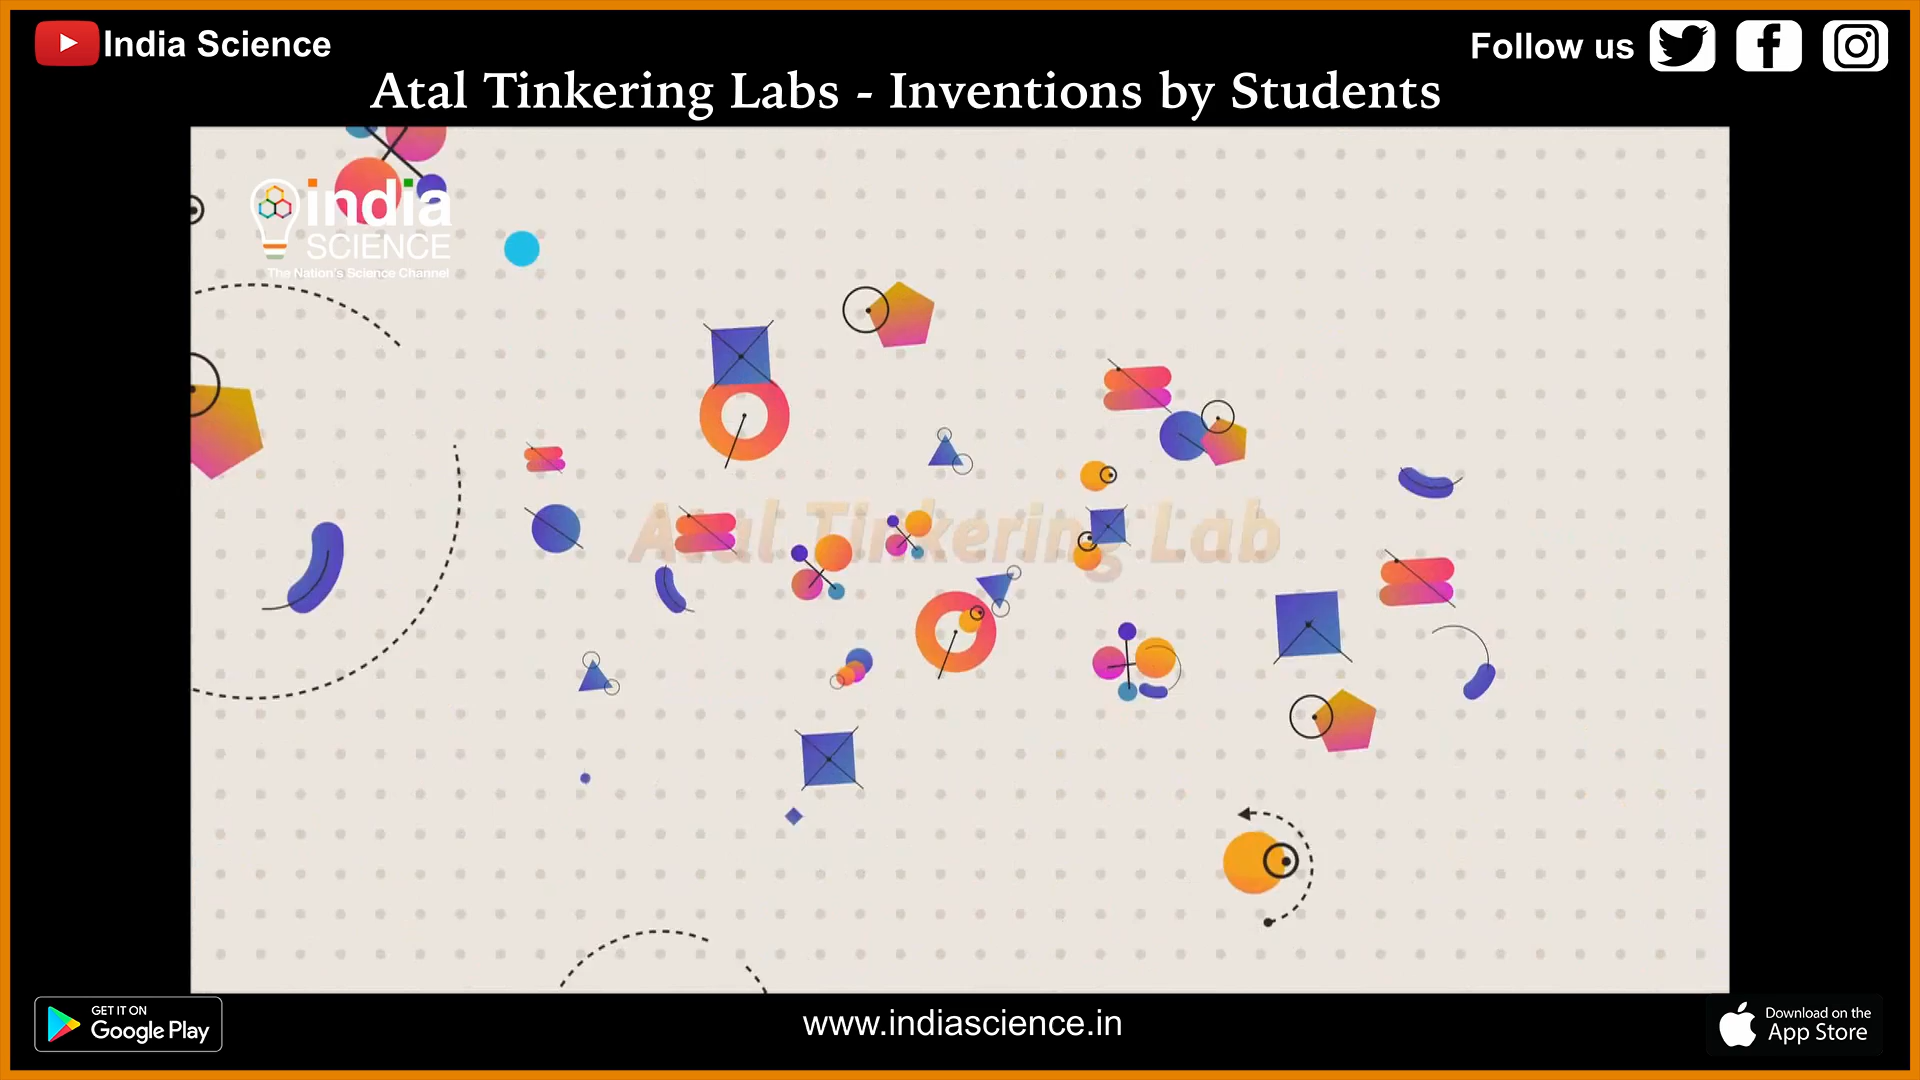 India Science
Follow us
Atal Tinkering Labs - Inventions by Students
india
SCIENCE
The Nation's Science Channel
Atal Tinkering Lab
GET IT ON
Google Play
www.indiascience.in
Download on the
App Store